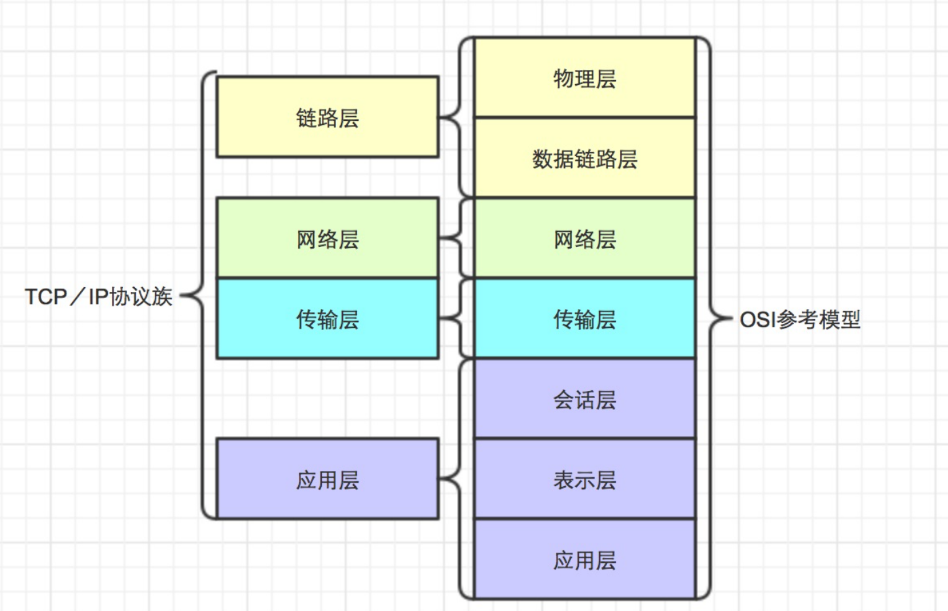 物理层
链路层
数据链路层
网络层
网络层
TCP／IP协议族
传输层
传输层
OSI参考模型
会话层
应用层
表示层
应用层